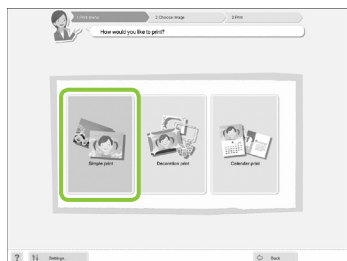 1.Print menu
2.Choose image
3.Print
How would you like to print?
Simple print
Decoration print
Calendar print
?
Settings...
Back